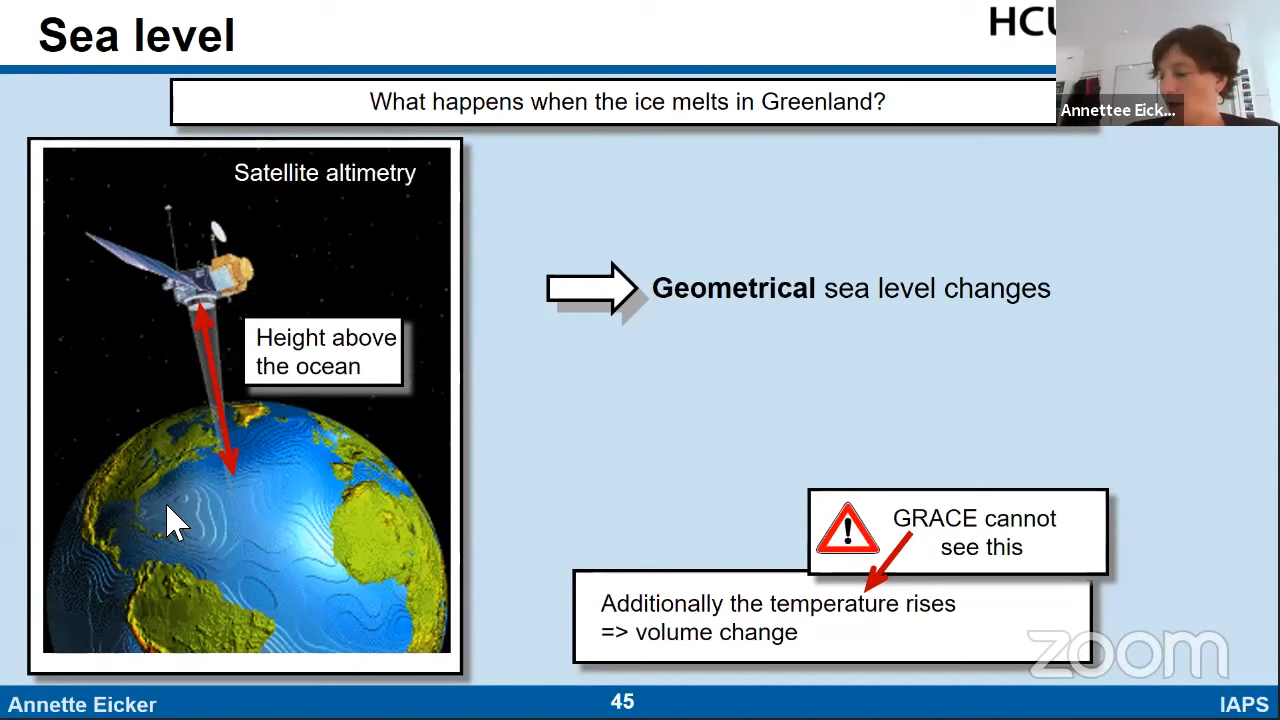 Sea level
HCU
Annettee Eick...
What happens when the ice melts in Greenland?
Satellite altimetry
Height above
the ocean
Geometrical sea level changes
GRACE cannot
see this
Additionally the temperature rises
=> volume change
zoom
Annette Eicker
45
IAPS